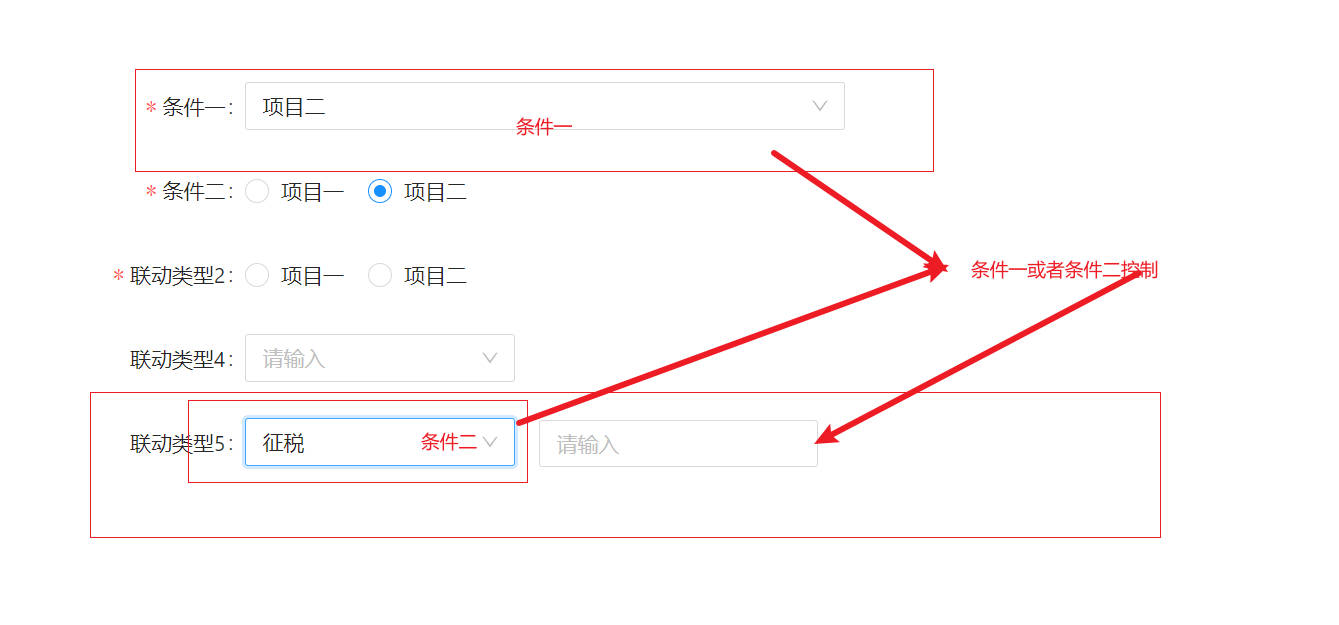 * 条件一: 项目二
条件一
* 条件二: 项目一 项目二
* 联动类型2: 项目一 项目二
条件一或者条件二控制
联动类型4: 请输入
联动类型5: 征税 条件二 请输入